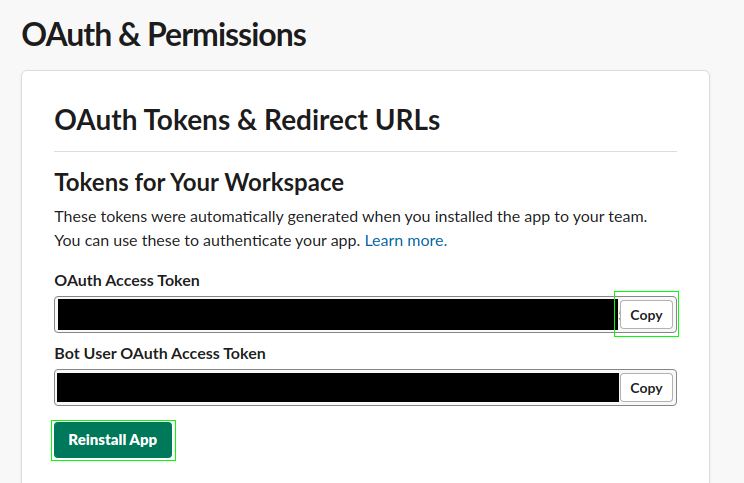 OAuth & Permissions
OAuth Tokens & Redirect URLs
Tokens for Your Workspace
These tokens were automatically generated when you installed the app to your team.
You can use these to authenticate your app. Learn more.
OAuth Access Token
Copy
Bot User OAuth Access Token
Copy
Reinstall App